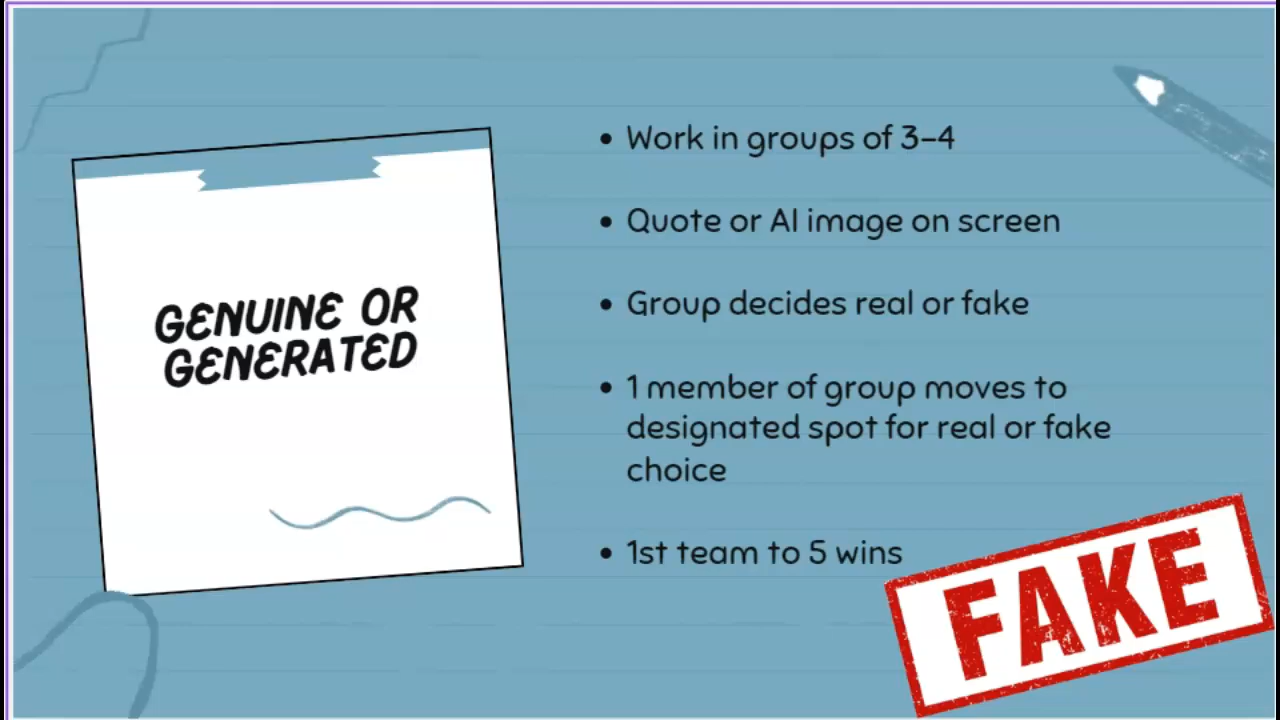 GENUINE OR
GENERATED
• Work in groups of 3-4
• Quote or AI image on screen
• Group decides real or fake
• 1 member of group moves to
designated spot for real or fake
choice
• 1st team to 5 wins
FAKE